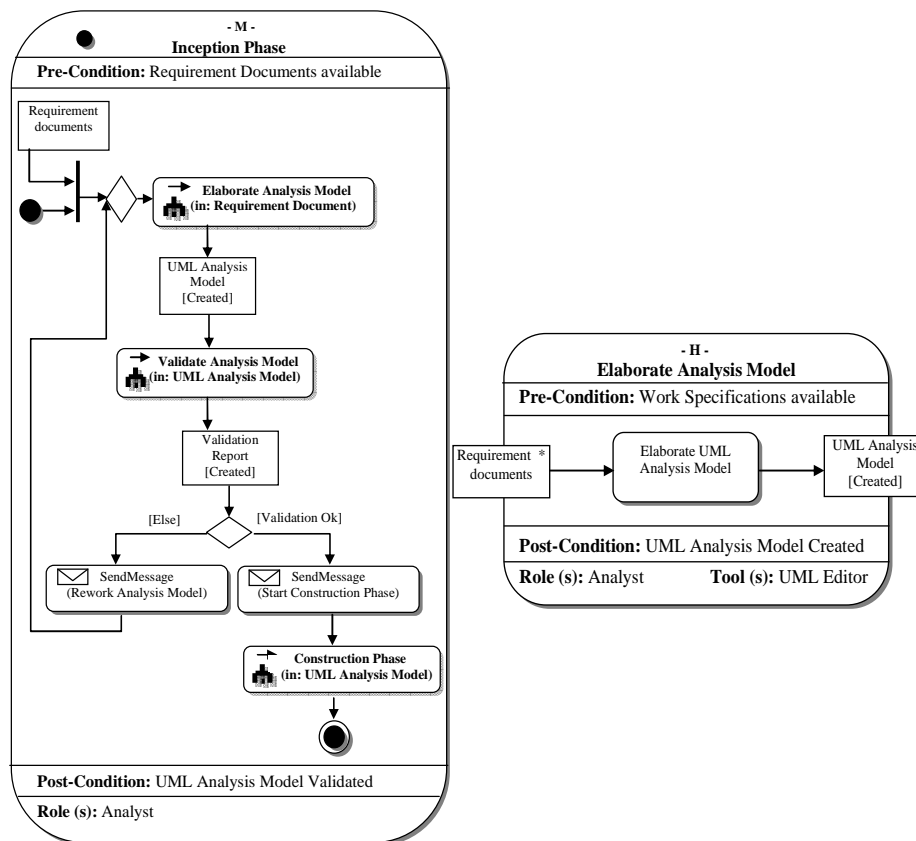 - M -
Inception Phase
Pre-Condition: Requirement Documents available
Requirement
documents
Elaborate Analysis Model
(in: Requirement Document)
UML Analysis
Model
[Created]
Validate Analysis Model
(in: UML Analysis Model)
Validation
Report
[Created]
[Else]
[Validation Ok]
SendMessage
(Rework Analysis Model)
SendMessage
(Start Construction Phase)
Construction Phase
(in: UML Analysis Model)
Post-Condition: UML Analysis Model Validated
Role (s): Analyst
- H -
Elaborate Analysis Model
Pre-Condition: Work Specifications available
Requirement *
documents
Elaborate UML
Analysis Model
UML Analysis
Model
[Created]
Post-Condition: UML Analysis Model Created
Role (s): Analyst Tool (s): UML Editor